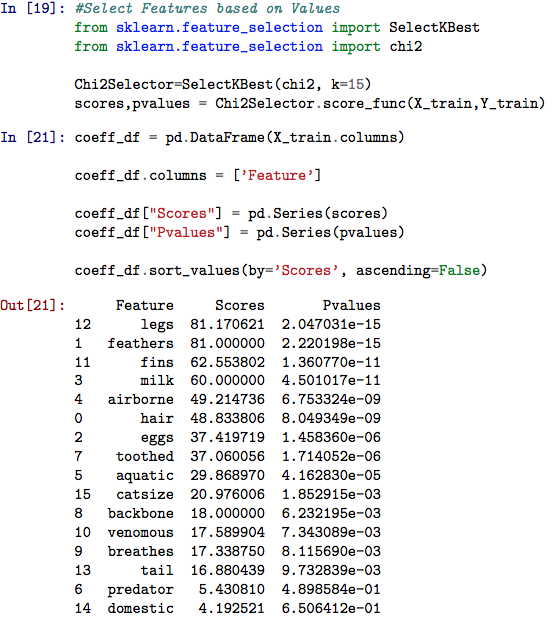 In [19]: #Select Features based on Values
from sklearn.feature_selection import SelectKBest
from sklearn.feature_selection import chi2
Chi2Selector=SelectKBest(chi2, k=15)
scores,pvalues = Chi2Selector.score_func(X_train,Y_train)
In [21]: coeff_df = pd.DataFrame(X_train.columns)
coeff_df.columns = [’Feature’]
coeff_df["Scores"] = pd.Series(scores)
coeff_df["Pvalues"] = pd.Series(pvalues)
coeff_df.sort_values(by=’Scores’, ascending=False)
Out[21]: Feature Scores Pvalues
12 legs 81.170621 2.047031e-15
1 feathers 81.000000 2.220198e-15
11 fins 62.553802 1.360770e-11
3 milk 60.000000 4.501017e-11
4 airborne 49.214736 6.753324e-09
0 hair 48.833806 8.049349e-09
2 eggs 37.419719 1.458360e-06
7 toothed 37.060056 1.714052e-06
5 aquatic 29.868970 4.162830e-05
15 catsize 20.976006 1.852915e-03
8 backbone 18.000000 6.232195e-03
10 venomous 17.589904 7.343089e-03
9 breathes 17.338750 8.115690e-03
13 tail 16.880439 9.732839e-03
6 predator 5.430810 4.898584e-01
14 domestic 4.192521 6.506412e-01